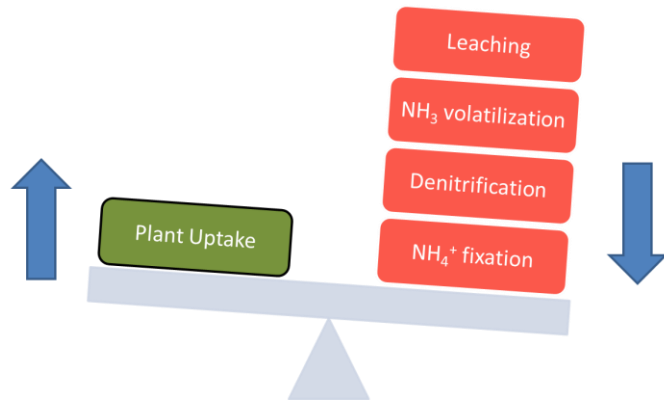 Leaching
NH₃ volatilization
Denitrification
Plant Uptake
NH₄⁺ fixation